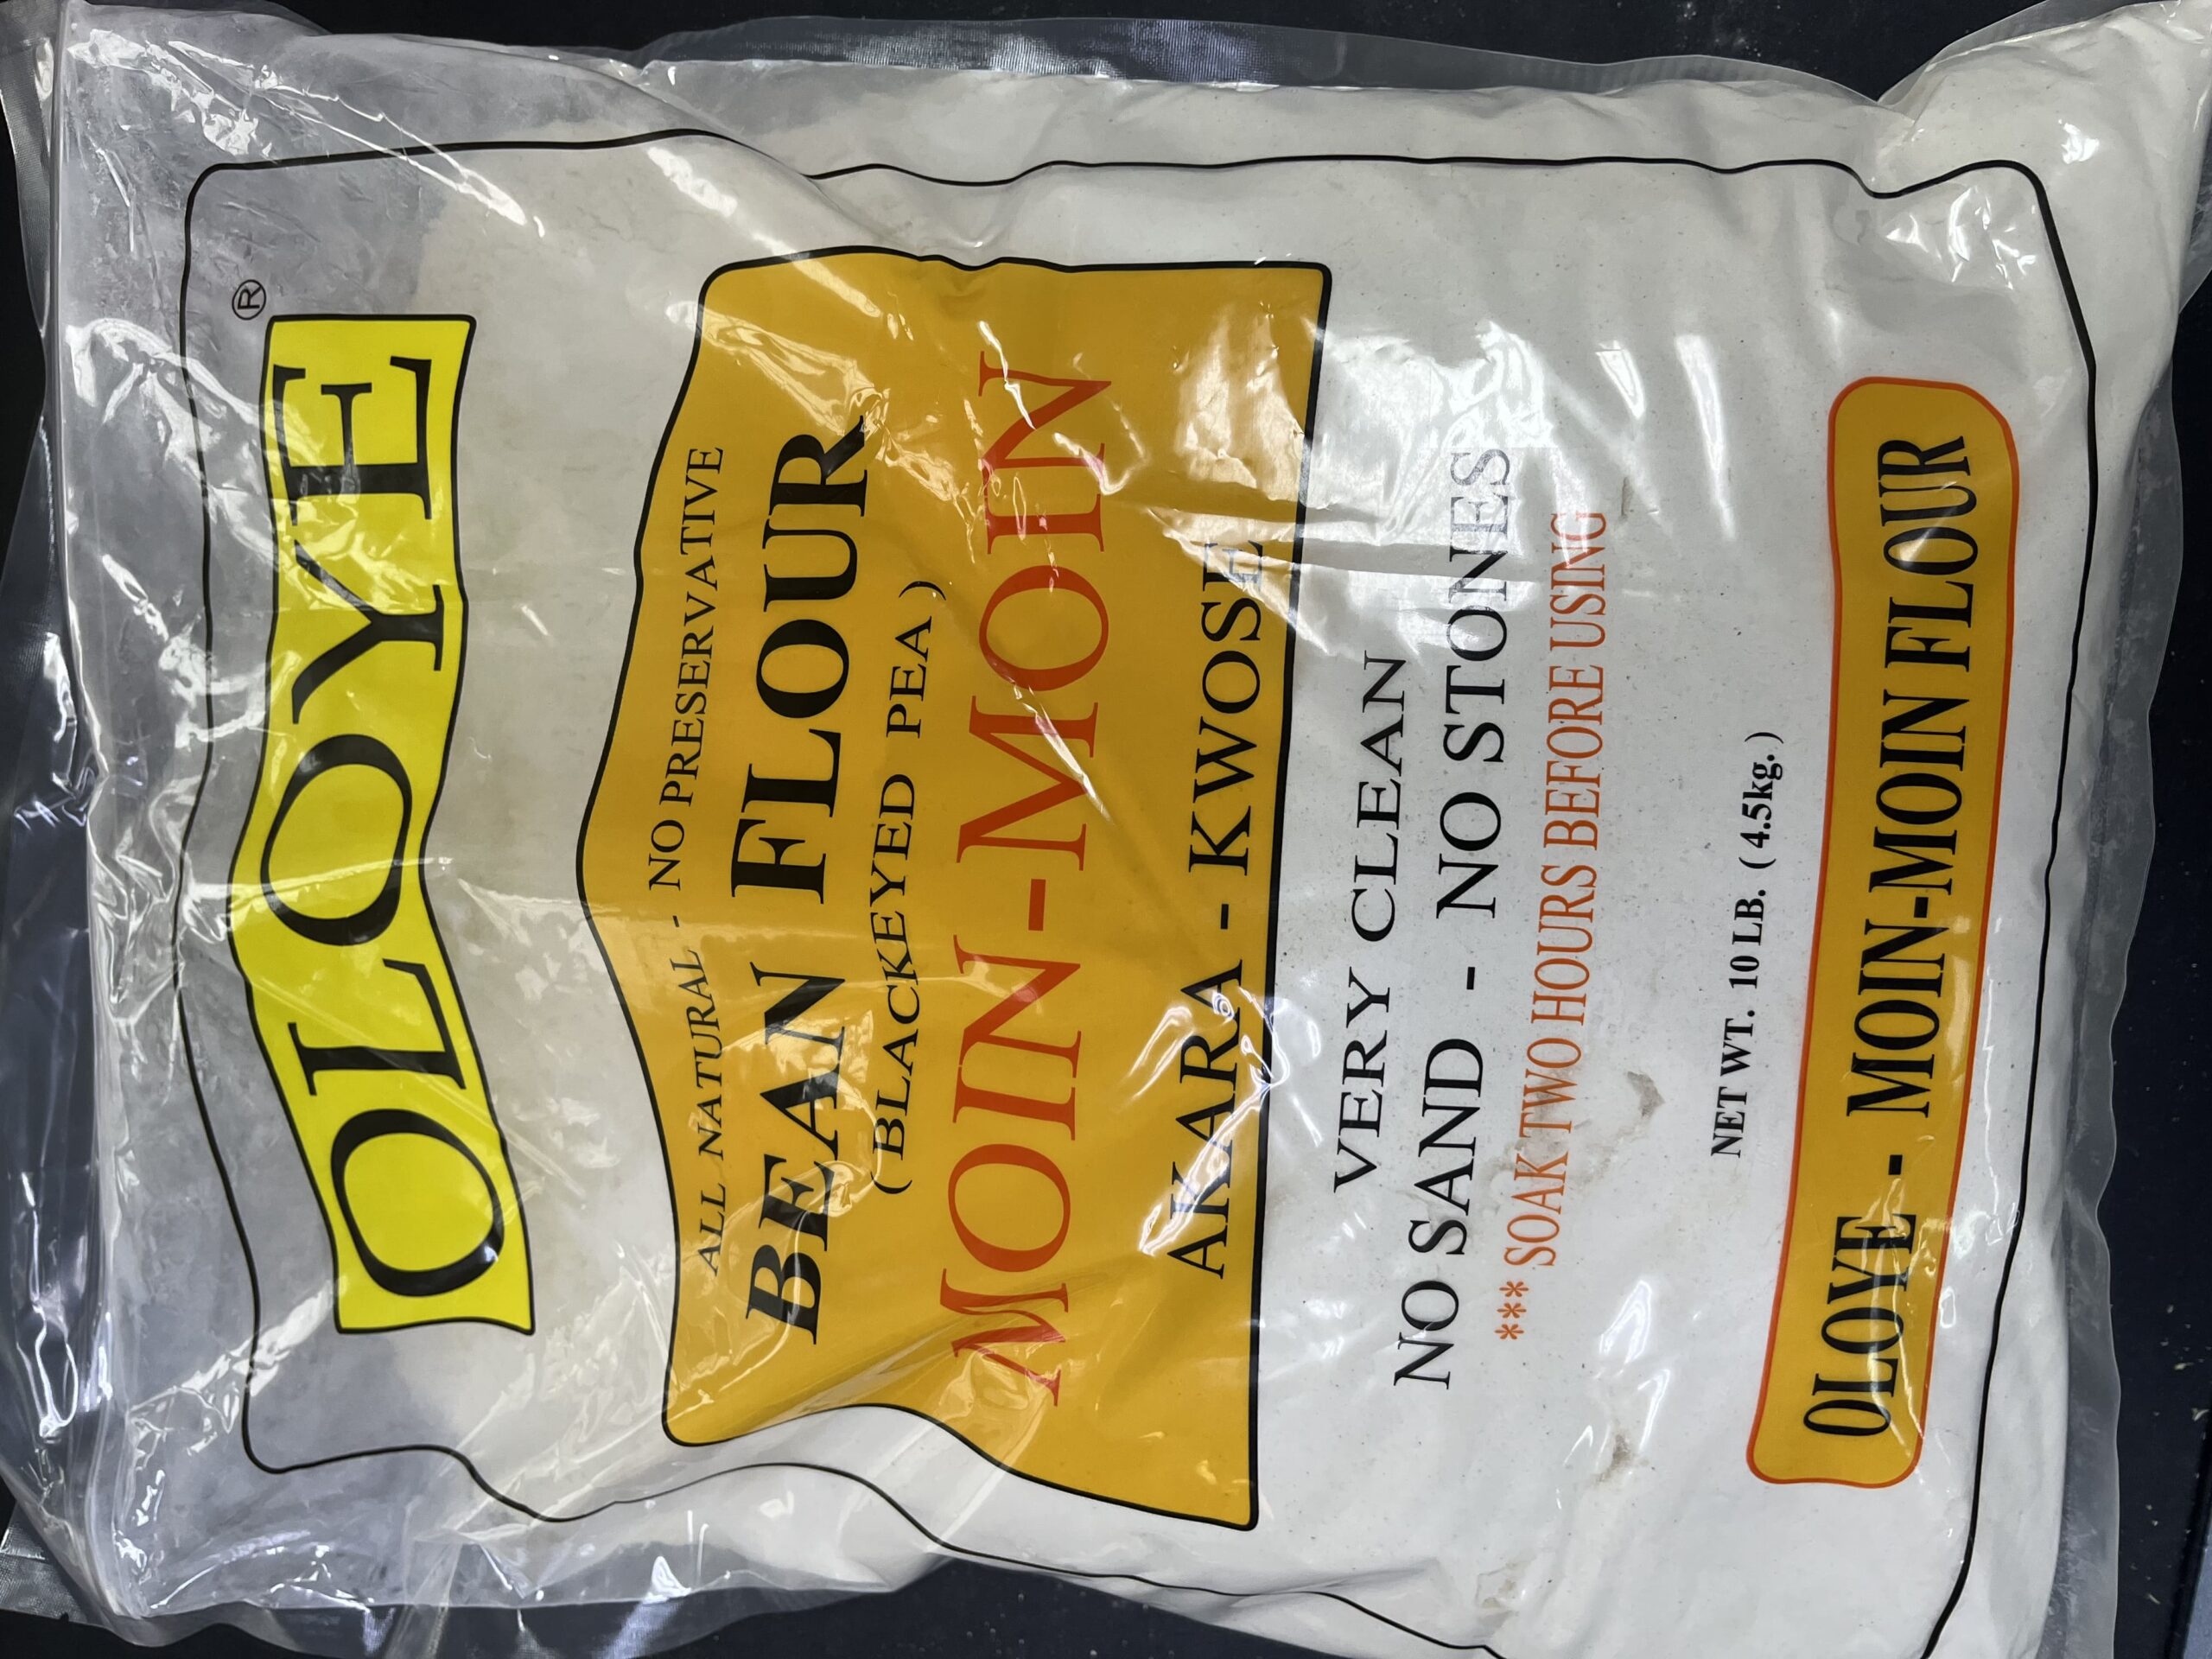 OLOYE ®
ALL NATURAL - NO PRESERVATIVE
BEAN FLOUR
( BLACKEYED PEA )
MOIN-MOIN
AKARA - KWOSE
VERY CLEAN
NO SAND - NO STONES
*** SOAK TWO HOURS BEFORE USING
NET WT. 10 LB. ( 4.5kg. )
OLOYE - MOIN-MOIN FLOUR